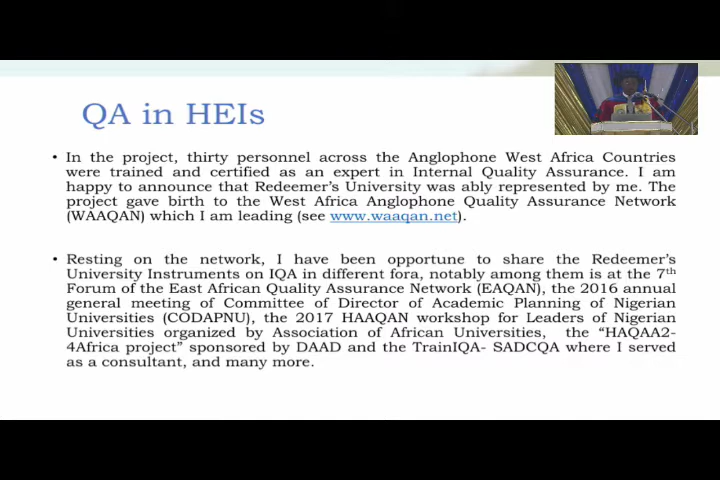 QA in HEIs
• In the project, thirty personnel across the Anglophone West Africa Countries
were trained and certified as an expert in Internal Quality Assurance. I am
happy to announce that Redeemer's University was ably represented by me. The
project gave birth to the West Africa Anglophone Quality Assurance Network
(WAAQAN) which I am leading (see www.waaqan.net).
• Resting on the network, I have been opportune to share the Redeemer's
University Instruments on IQA in different fora, notably among them is at the 7th
Forum of the East African Quality Assurance Network (EAQAN), the 2016 annual
general meeting of Committee of Director of Academic Planning of Nigerian
Universities (CODAPNU), the 2017 HAAQAN workshop for Leaders of Nigerian
Universities organized by Association of African Universities, the “HAQAA2-
4Africa project” sponsored by DAAD and the TrainIQA- SADCQA where I served
as a consultant, and many more.